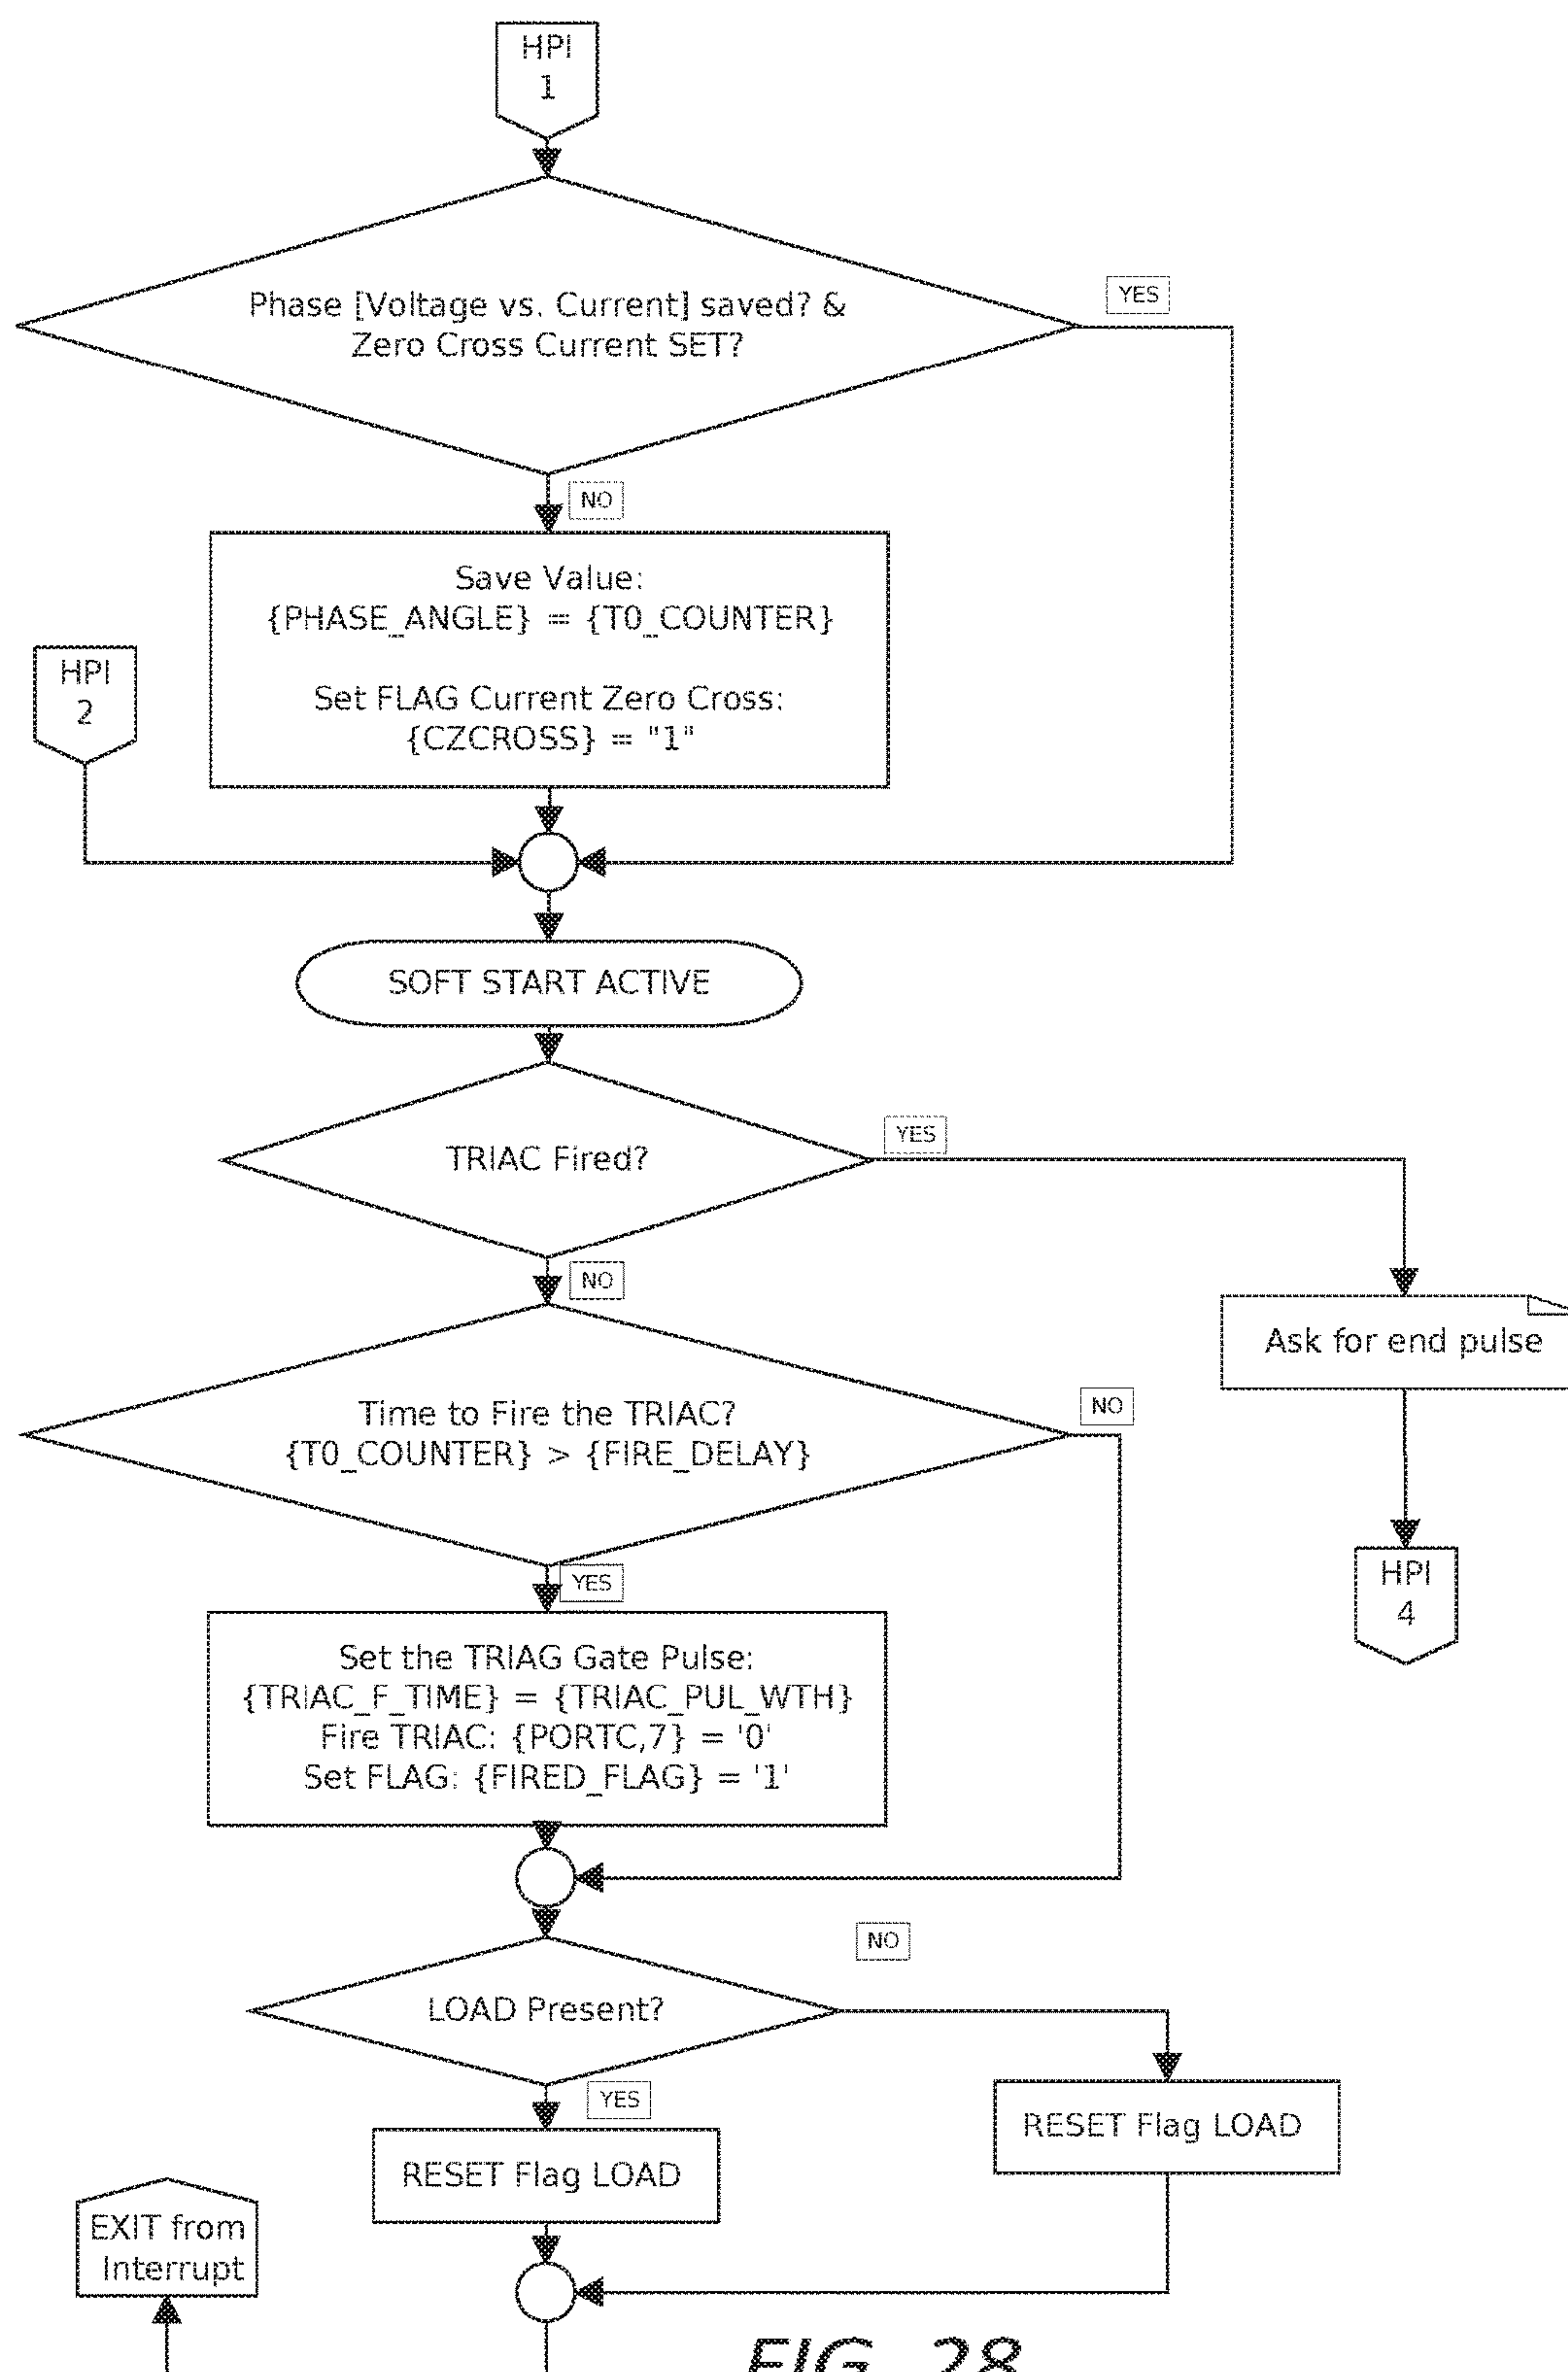 HPI
1
Phase [Voltage vs. Current] saved? &
Zero Cross Current SET?
YES
NO
Save Value:
{PHASE_ANGLE} = {T0_COUNTER}
Set FLAG Current Zero Cross:
{CZCROSS} = "1"
HPI
2
SOFT START ACTIVE
TRIAC Fired?
YES
NO
Ask for end pulse
Time to Fire the TRIAC?
{T0_COUNTER} > {FIRE_DELAY}
NO
YES
HPI
4
Set the TRIAG Gate Pulse:
{TRIAC_F_TIME} = {TRIAC_PUL_WTH}
Fire TRIAC: {PORTC,7} = '0'
Set FLAG: {FIRED_FLAG} = '1'
NO
LOAD Present?
YES
RESET Flag LOAD
RESET Flag LOAD
EXIT from
Interrupt
FIG. 28